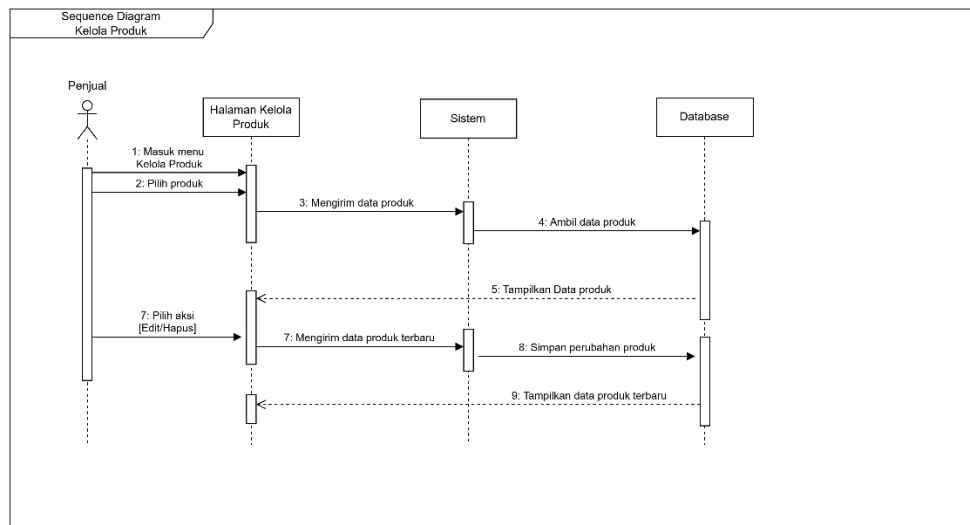 Sequence Diagram
Kelola Produk
Penjual
Halaman Kelola
Produk
Sistem
Database
1: Masuk menu
Kelola Produk
2: Pilih produk
3: Mengirim data produk
4: Ambil data produk
5: Tampilkan Data produk
7: Pilih aksi
[Edit/Hapus]
7: Mengirim data produk terbaru
8: Simpan perubahan produk
9: Tampilkan data produk terbaru